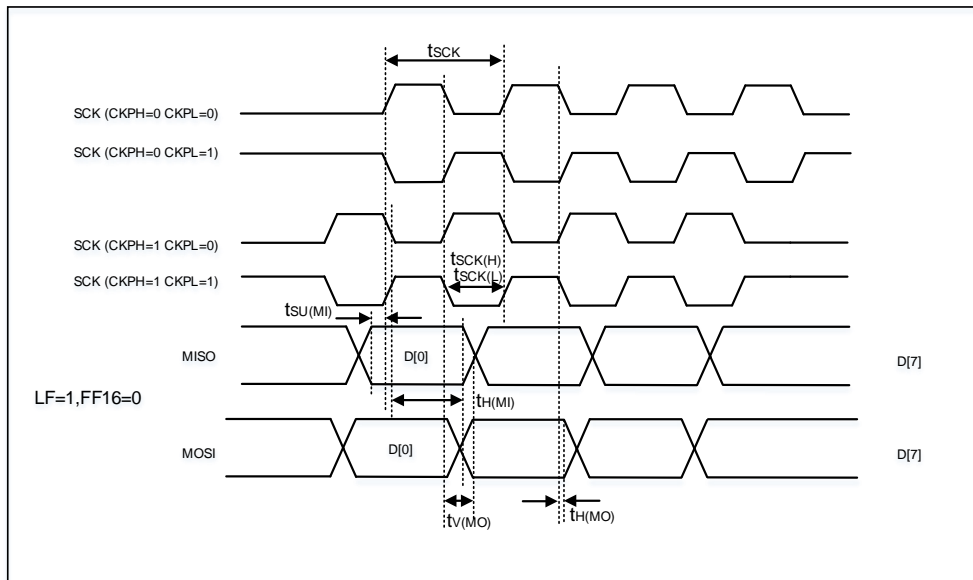 tSCK
SCK (CKPH=0 CKPL=0)
SCK (CKPH=0 CKPL=1)
SCK (CKPH=1 CKPL=0)
tSCK(H)
tSCK(L)
SCK (CKPH=1 CKPL=1)
tSU(MI)
MISO
D[0]
D[7]
LF=1,FF16=0
tH(MI)
MOSI
D[0]
D[7]
tV(MO)
tH(MO)